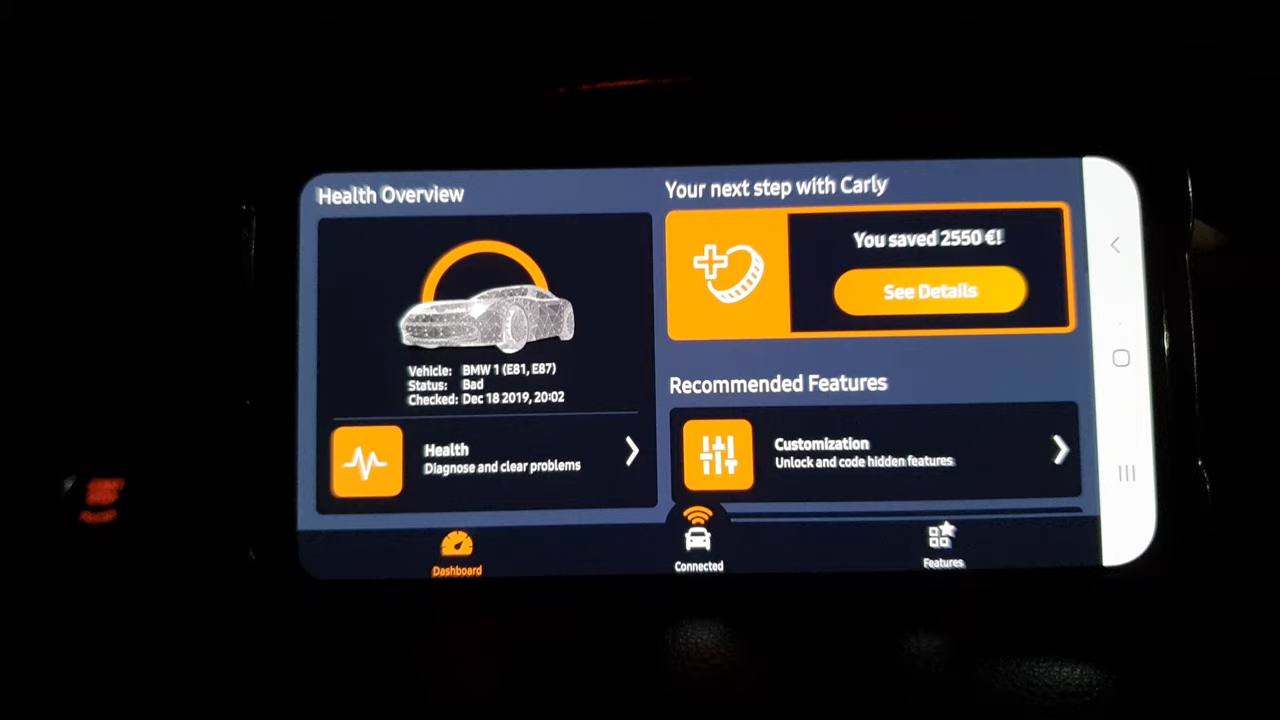 Health Overview
Vehicle: BMW 1 (E81, E87)
Status: Bad
Checked: Dec 18 2019, 20:02
Health
Diagnose and clear problems
Your next step with Carly
You saved 2550 €!
See Details
Recommended Features
Customization
Unlock and code hidden features
Dashboard
Connected
Features